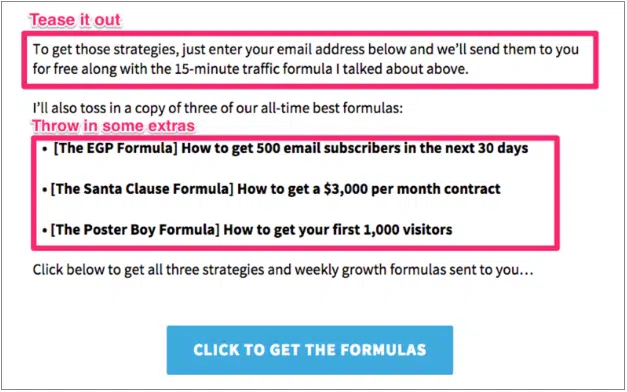 Tease it out
To get those strategies, just enter your email address below and we'll send them to you
for free along with the 15-minute traffic formula I talked about above.
I'll also toss in a copy of three of our all-time best formulas:
Throw in some extras
• [The EGP Formula] How to get 500 email subscribers in the next 30 days
• [The Santa Clause Formula] How to get a $3,000 per month contract
• [The Poster Boy Formula] How to get your first 1,000 visitors
Click below to get all three strategies and weekly growth formulas sent to you…
CLICK TO GET THE FORMULAS